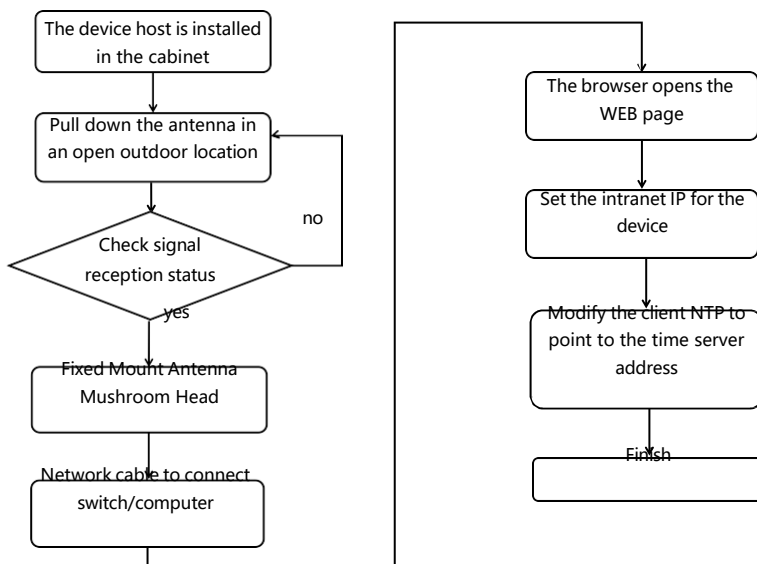 The device host is installed
in the cabinet
Pull down the antenna in
an open outdoor location
no
Check signal
reception status
yes
Fixed Mount Antenna
Mushroom Head
Network cable to connect
switch/computer
The browser opens the
WEB page
Set the intranet IP for the
device
Modify the client NTP to
point to the time server
address
Finish